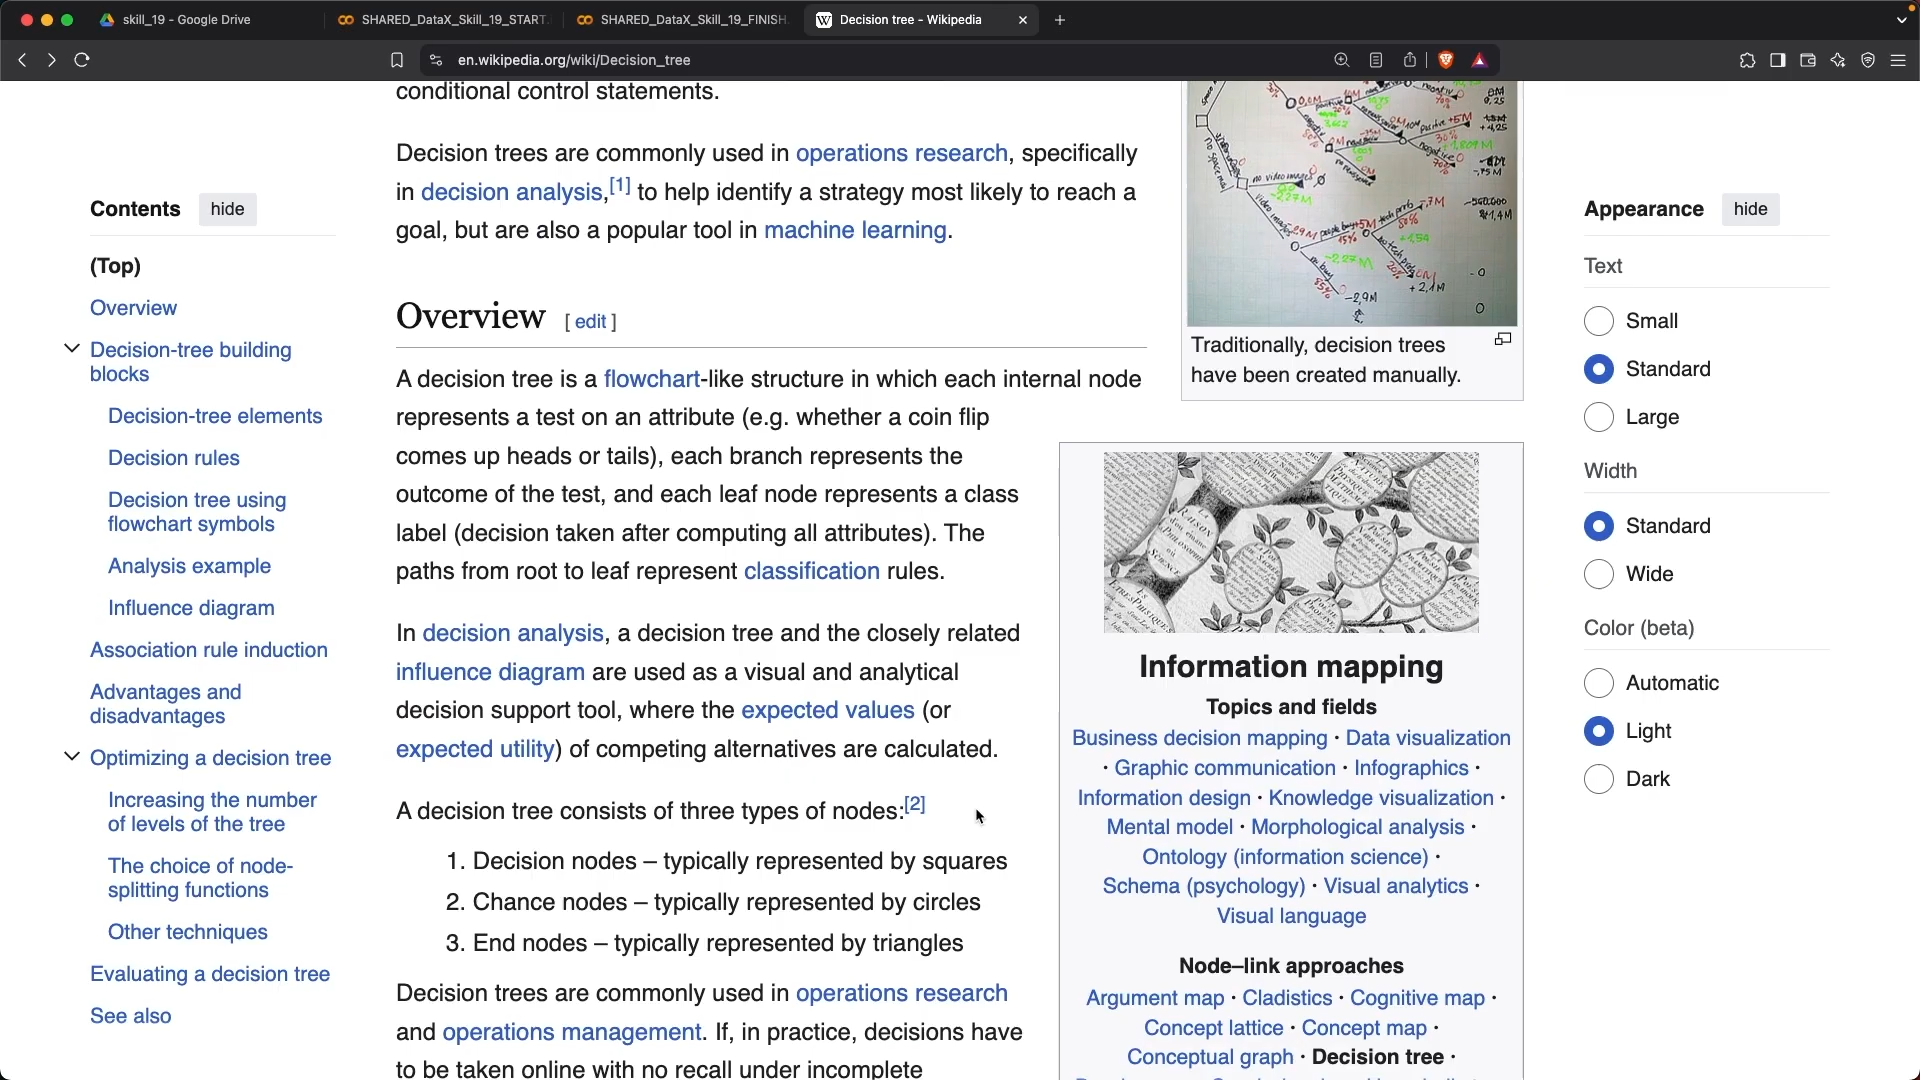 skill_19 - Google Drive
SHARED_DataX_Skill_19_START.
SHARED_DataX_Skill_19_FINISH.
Decision tree - Wikipedia
en.wikipedia.org/wiki/Decision_tree
conditional control statements.
Decision trees are commonly used in operations research, specifically
in decision analysis,[1] to help identify a strategy most likely to reach a
goal, but are also a popular tool in machine learning.
Traditionally, decision trees
have been created manually.
Contents hide
(Top)
Overview
Decision-tree building
blocks
Decision-tree elements
Decision rules
Decision tree using
flowchart symbols
Analysis example
Influence diagram
Association rule induction
Advantages and
disadvantages
Optimizing a decision tree
Increasing the number
of levels of the tree
The choice of node-
splitting functions
Other techniques
Evaluating a decision tree
See also
Overview [ edit ]
A decision tree is a flowchart-like structure in which each internal node
represents a test on an attribute (e.g. whether a coin flip
comes up heads or tails), each branch represents the
outcome of the test, and each leaf node represents a class
label (decision taken after computing all attributes). The
paths from root to leaf represent classification rules.
In decision analysis, a decision tree and the closely related
influence diagram are used as a visual and analytical
decision support tool, where the expected values (or
expected utility) of competing alternatives are calculated.
A decision tree consists of three types of nodes:[2]
1. Decision nodes – typically represented by squares
2. Chance nodes – typically represented by circles
3. End nodes – typically represented by triangles
Decision trees are commonly used in operations research
and operations management. If, in practice, decisions have
to be taken online with no recall under incomplete
Information mapping
Topics and fields
Business decision mapping · Data visualization
· Graphic communication · Infographics ·
Information design · Knowledge visualization ·
Mental model · Morphological analysis ·
Ontology (information science) ·
Schema (psychology) · Visual analytics ·
Visual language
Node–link approaches
Argument map · Cladistics · Cognitive map ·
Concept lattice · Concept map ·
Conceptual graph · Decision tree ·
Appearance hide
Text
Small
Standard
Large
Width
Standard
Wide
Color (beta)
Automatic
Light
Dark